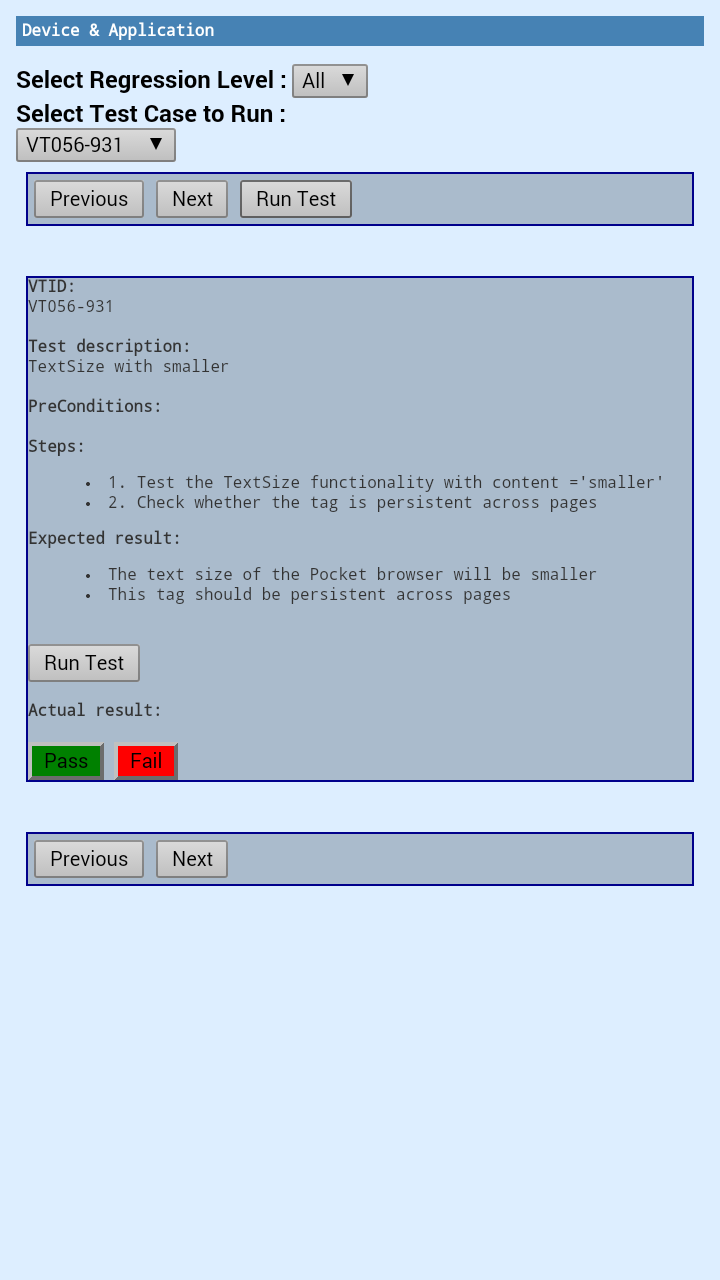 Device & Application
Select Regression Level : All ▼
Select Test Case to Run :
VT056-931 ▼
Previous Next Run Test
VTID:
VT056-931
Test description:
TextSize with smaller
PreConditions:
Steps:
• 1. Test the TextSize functionality with content ='smaller'
• 2. Check whether the tag is persistent across pages
Expected result:
• The text size of the Pocket browser will be smaller
• This tag should be persistent across pages
Run Test
Actual result:
Pass Fail
Previous Next